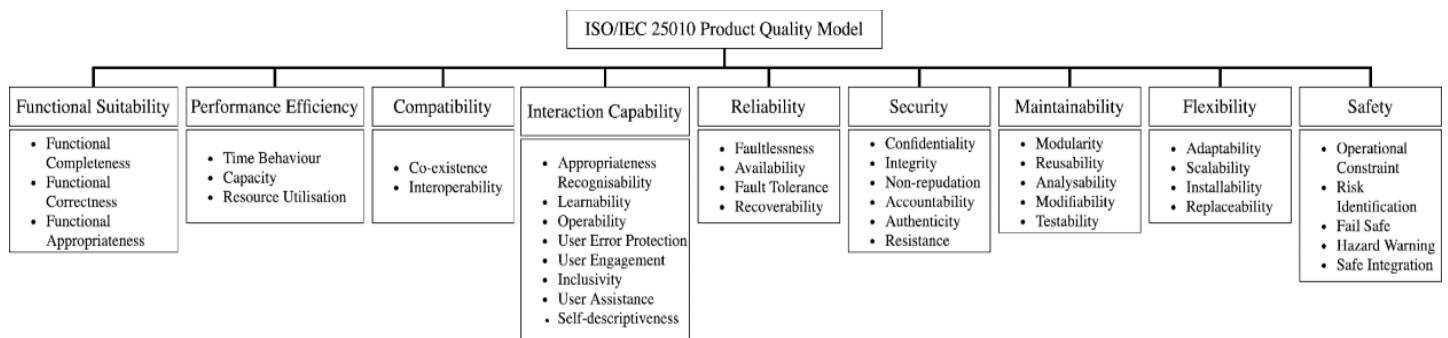 ISO/IEC 25010 Product Quality Model
Functional Suitability
• Functional
Completeness
• Functional
Correctness
• Functional
Appropriateness
Performance Efficiency
• Time Behaviour
• Capacity
• Resource Utilisation
Compatibility
• Co-existence
• Interoperability
Interaction Capability
• Appropriateness
Recognisability
• Learnability
• Operability
• User Error Protection
• User Engagement
• Inclusivity
• User Assistance
• Self-descriptiveness
Reliability
• Faultlessness
• Availability
• Fault Tolerance
• Recoverability
Security
• Confidentiality
• Integrity
• Non-repudation
• Accountability
• Authenticity
• Resistance
Maintainability
• Modularity
• Reusability
• Analysability
• Modifiability
• Testability
Flexibility
• Adaptability
• Scalability
• Installability
• Replaceability
Safety
• Operational
Constraint
• Risk
Identification
• Fail Safe
• Hazard Warning
• Safe Integration